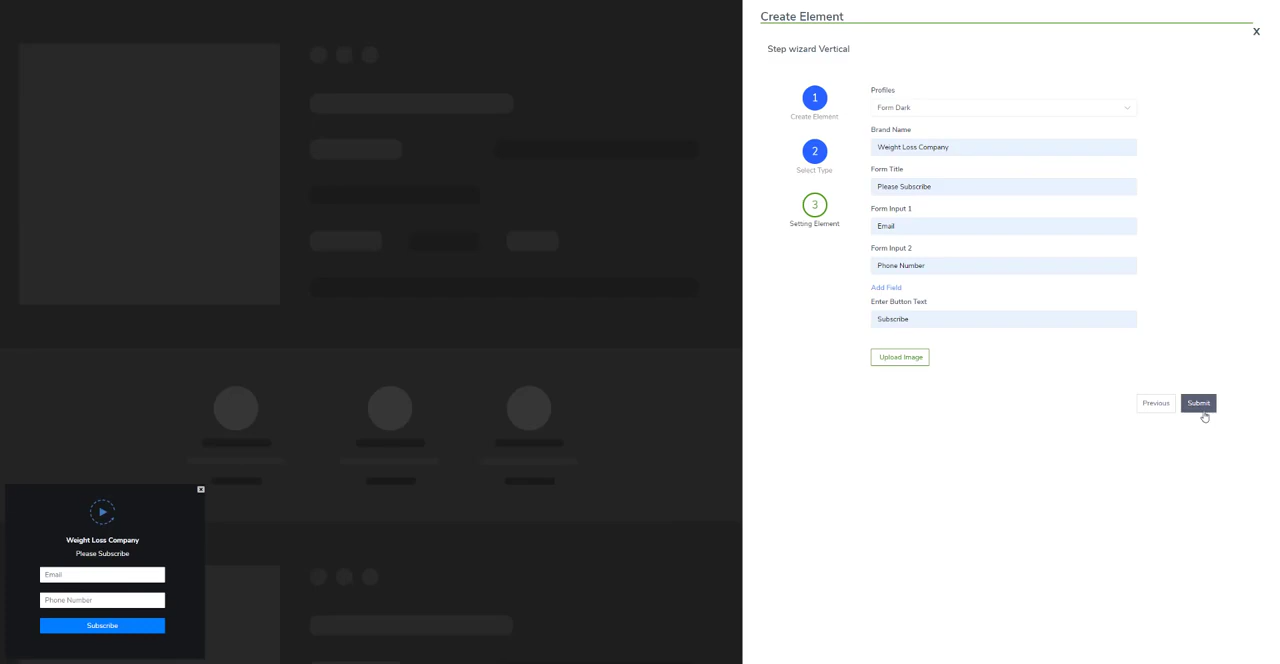 Create Element
X
Step wizard Vertical
1
Create Element
2
Select Type
3
Setting Element
Profiles
Form Dark
Brand Name
Weight Loss Company
Form Title
Please Subscribe
Form Input 1
Email
Form Input 2
Phone Number
Add Field
Enter Button Text
Subscribe
Upload Image
Previous Submit
Weight Loss Company
Please Subscribe
Email
Phone Number
Subscribe